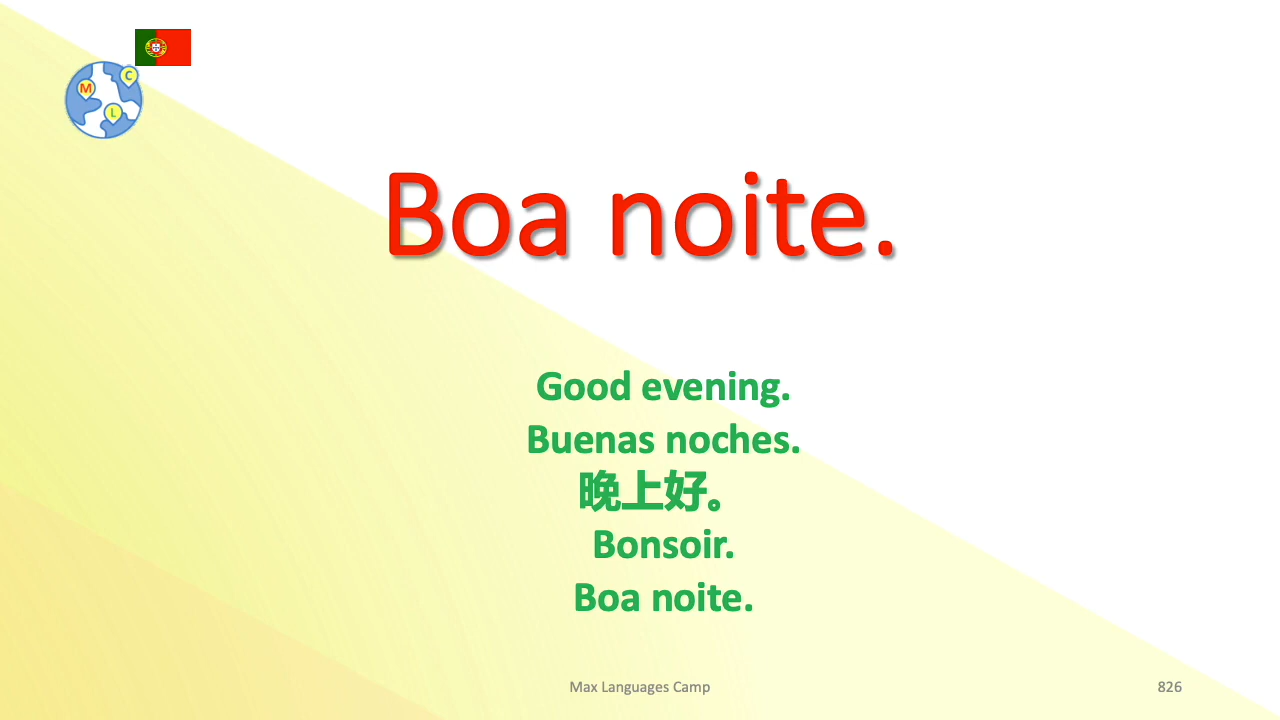 C
M
L
Boa noite.
Good evening.
Buenas noches.
晚上好。
Bonsoir.
Boa noite.
Max Languages Camp
826